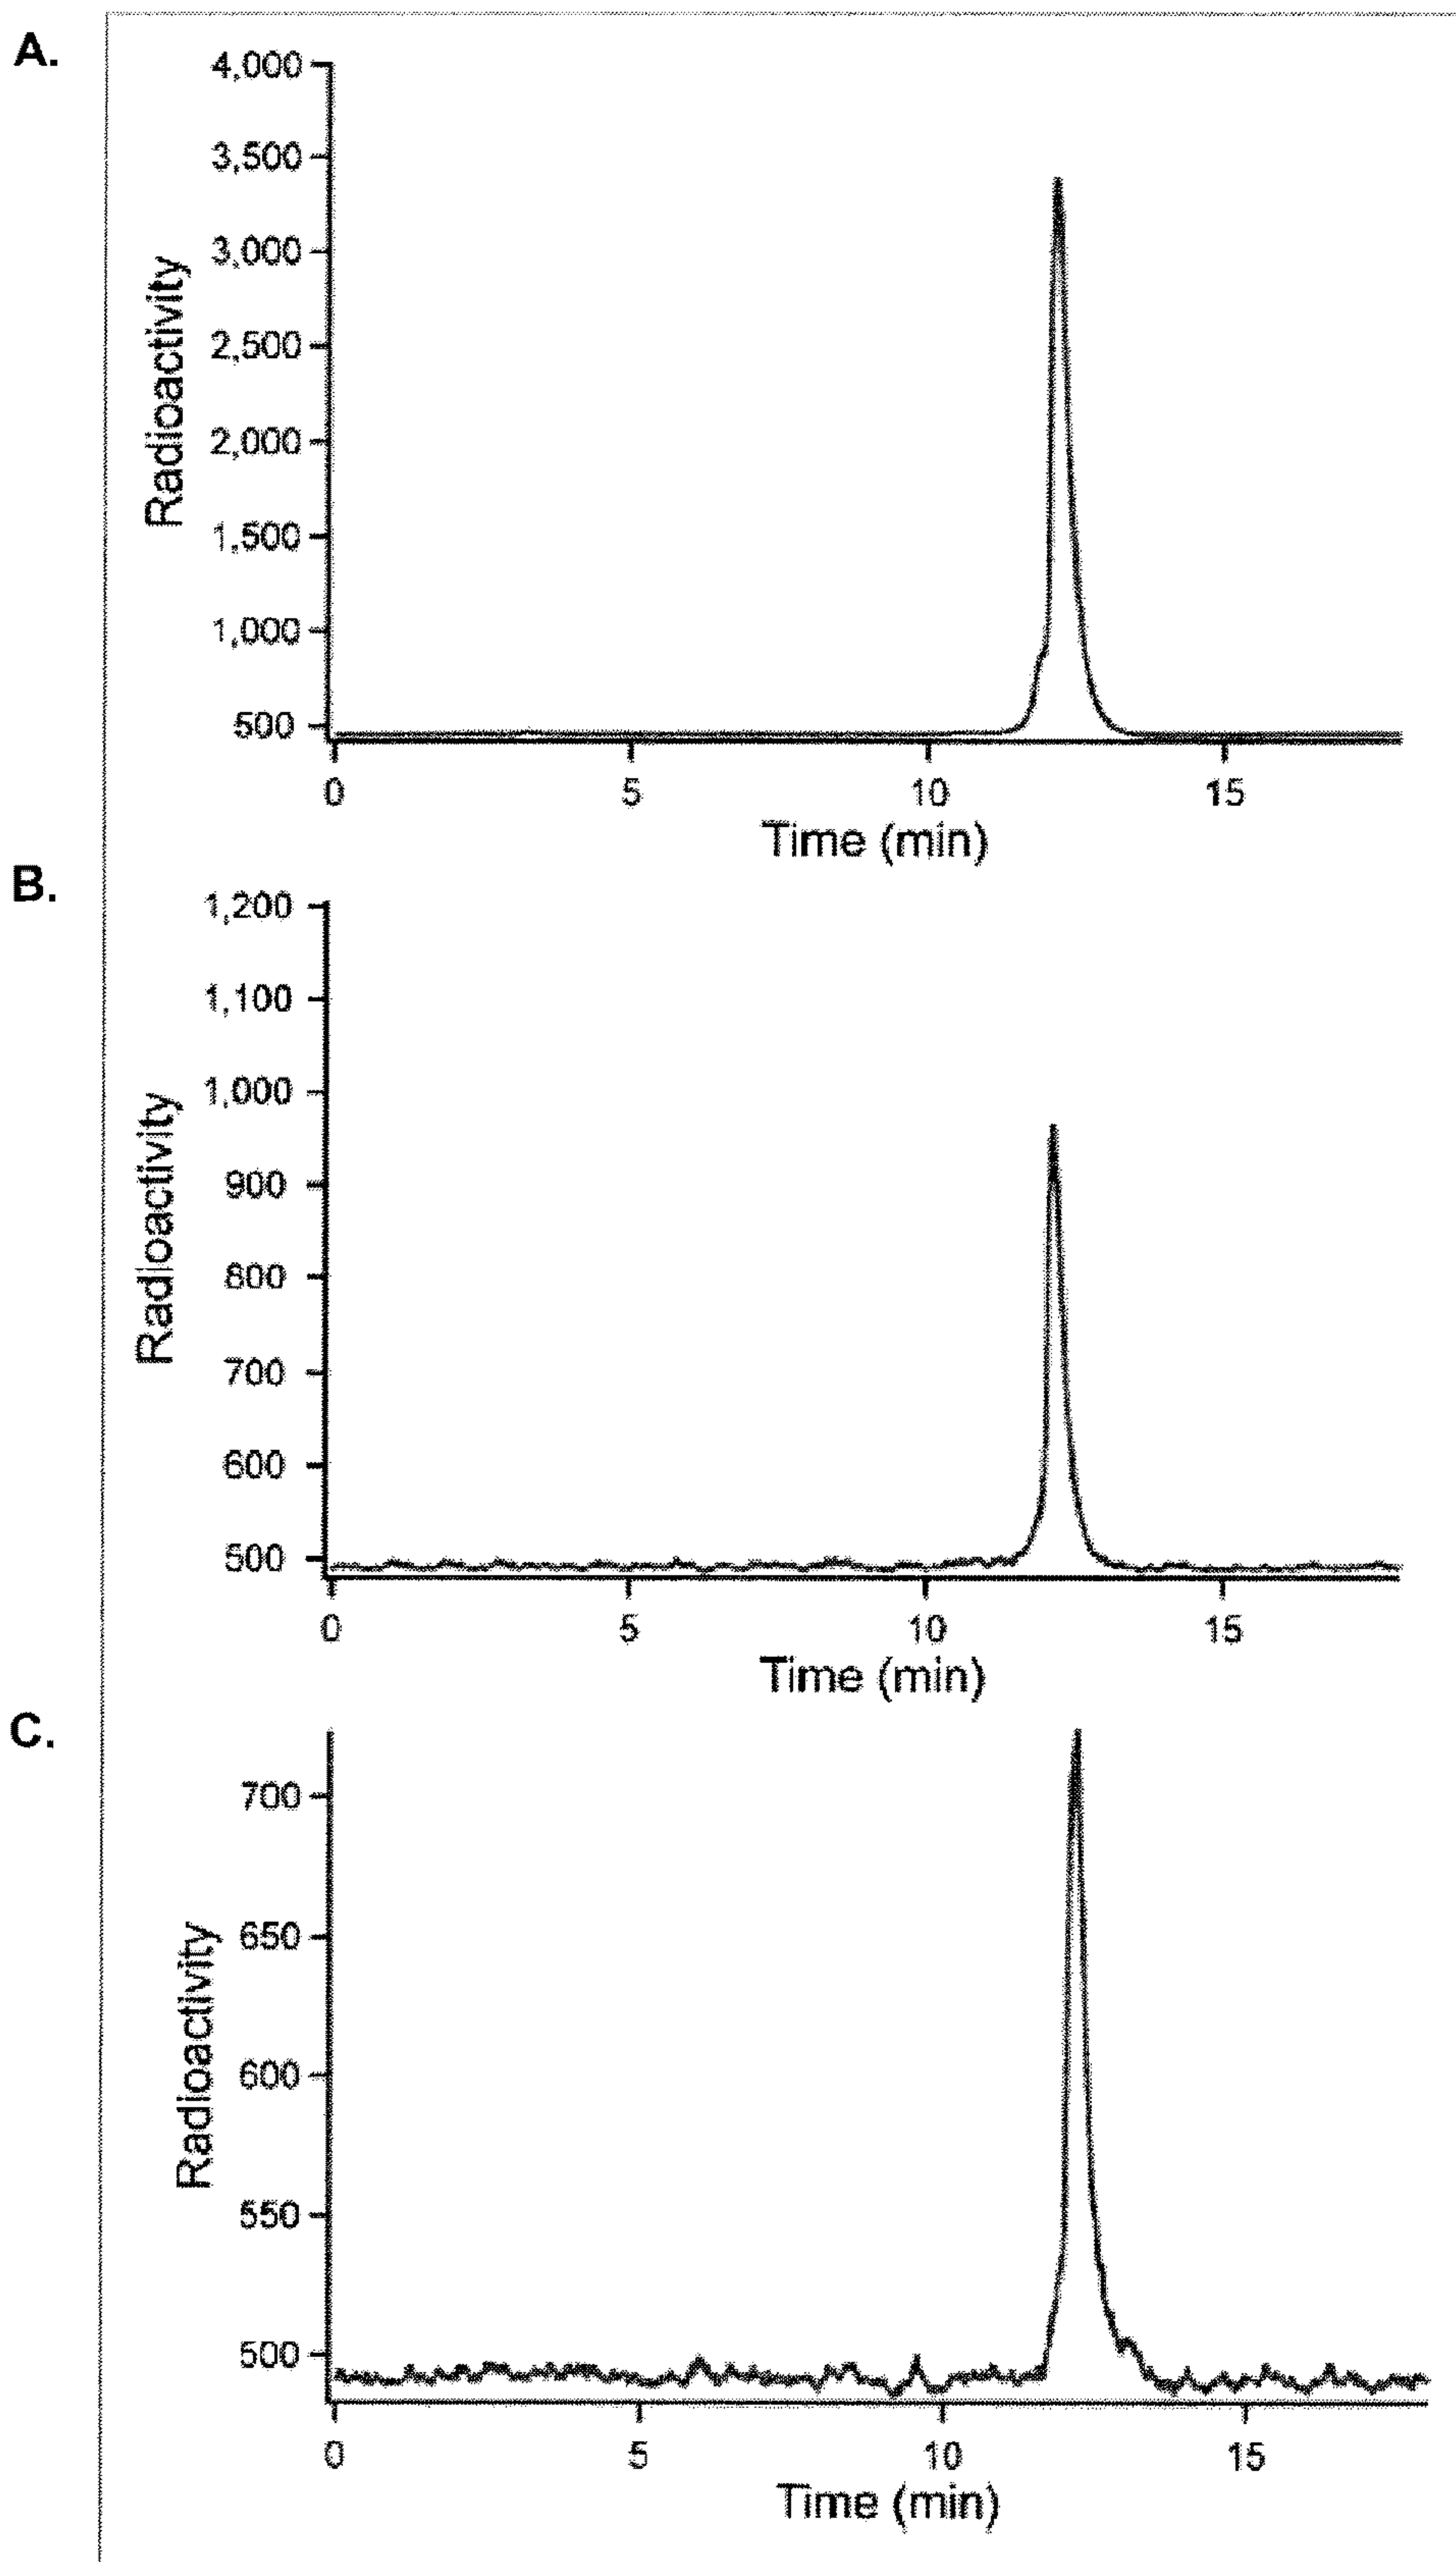 A.
4,000
3,500
3,000
2,500
2,000
1,500
1,000
500
Radioactivity
0 5 10 15
Time (min)
B.
1,200
1,100
1,000
900
800
700
600
500
Radioactivity
0 5 10 15
Time (min)
C.
700
650
600
550
500
Radioactivity
0 5 10 15
Time (min)